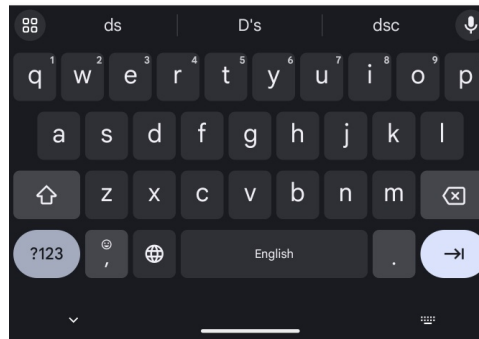 ds D's dsc
q 1 w 2 e 3 r 4 t 5 y 6 u 7 i 8 o 9 p
a s d f g h j k l
z x c v b n m
?123 , English .